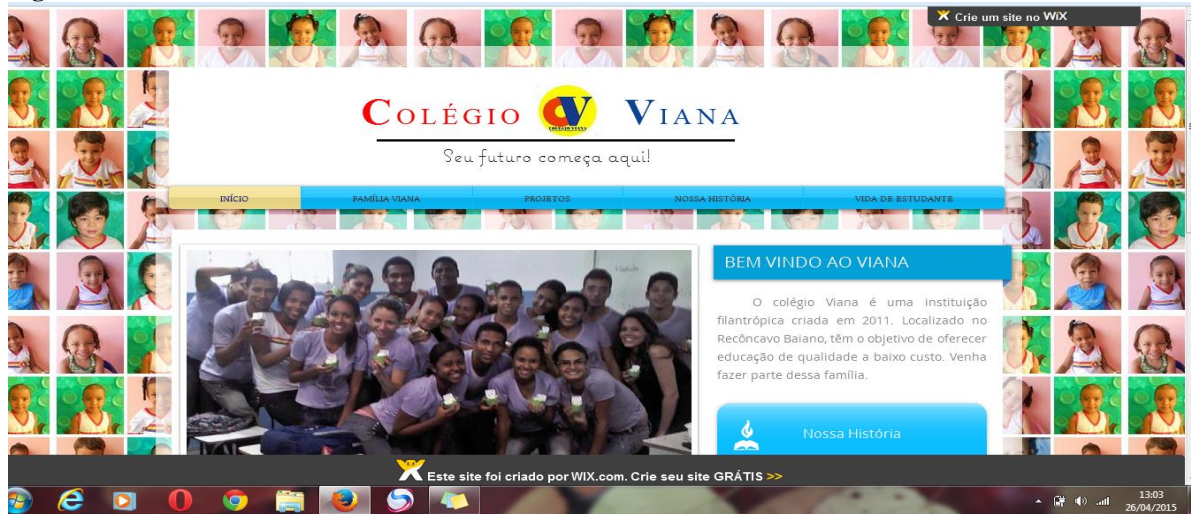 Crie um site no WiX
COLÉGIO CV VIANA
COLÉGIO VIANA
Seu futuro começa aqui!
INÍCIO FAMÍLIA VIANA PROJETOS NOSSA HISTÓRIA VIDA DE ESTUDANTE
BEM VINDO AO VIANA
O colégio Viana é uma instituição
filantrópica criada em 2011. Localizado no
Recôncavo Baiano, têm o objetivo de oferecer
educação de qualidade a baixo custo. Venha
fazer parte dessa família.
Nossa História
Este site foi criado por WIX.com. Crie seu site GRÁTIS >>
13:03
26/04/2015